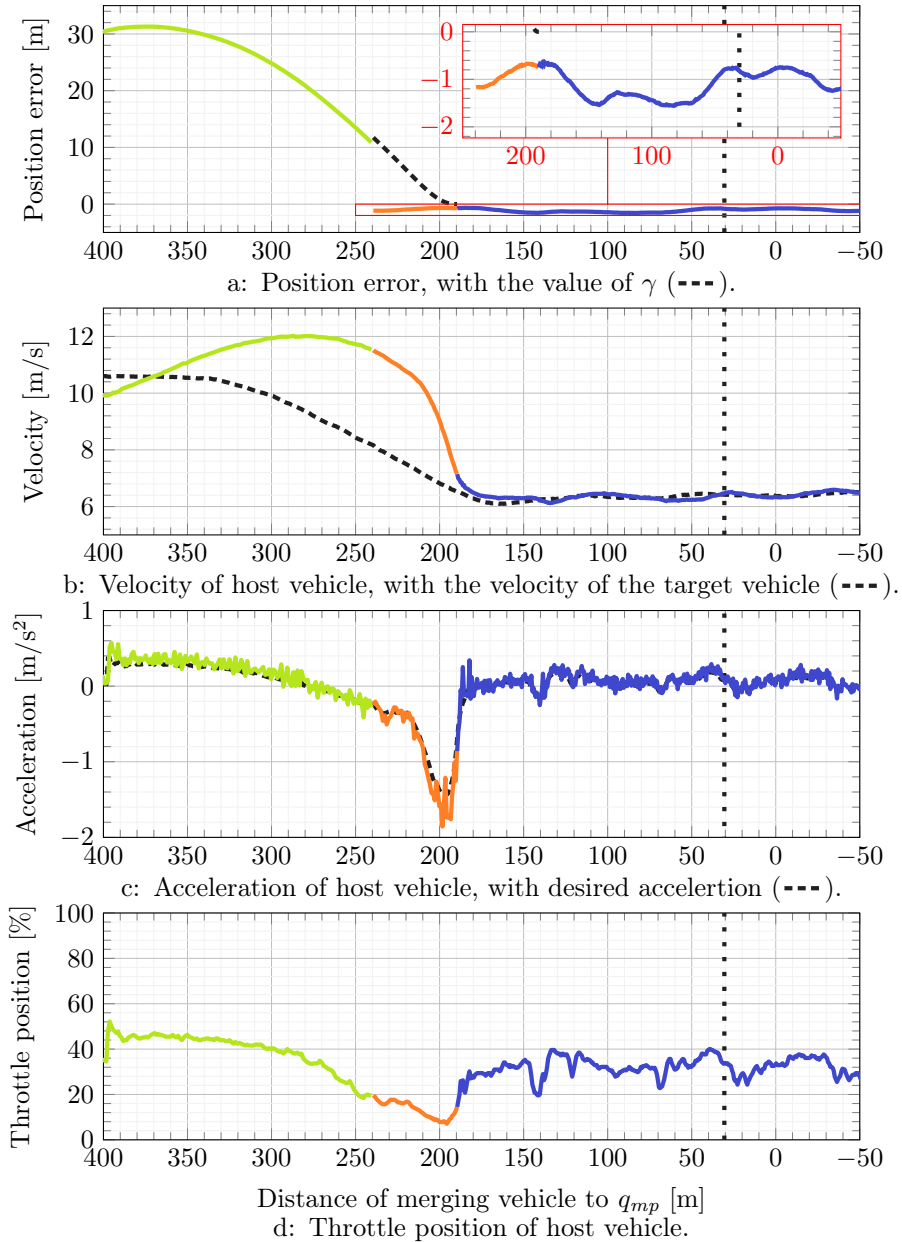 Position error [m]
30
20
10
0
0
−1
−2
200 100 0
400 350 300 250 200 150 100 50 0 −50
a: Position error, with the value of γ (---).
Velocity [m/s]
12
10
8
6
400 350 300 250 200 150 100 50 0 −50
b: Velocity of host vehicle, with the velocity of the target vehicle (---).
Acceleration [m/s²]
1
0
−1
−2
400 350 300 250 200 150 100 50 0 −50
c: Acceleration of host vehicle, with desired accelertion (---).
Throttle position [%]
100
80
60
40
20
0
400 350 300 250 200 150 100 50 0 −50
Distance of merging vehicle to q_mp [m]
d: Throttle position of host vehicle.